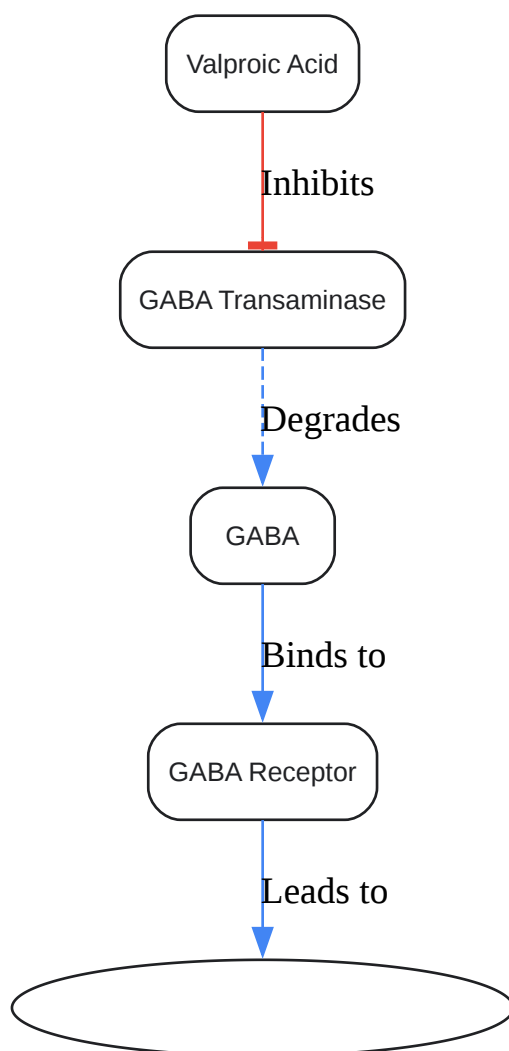 Valproic Acid
Inhibits
GABA Transaminase
Degrades
GABA
Binds to
GABA Receptor
Leads to